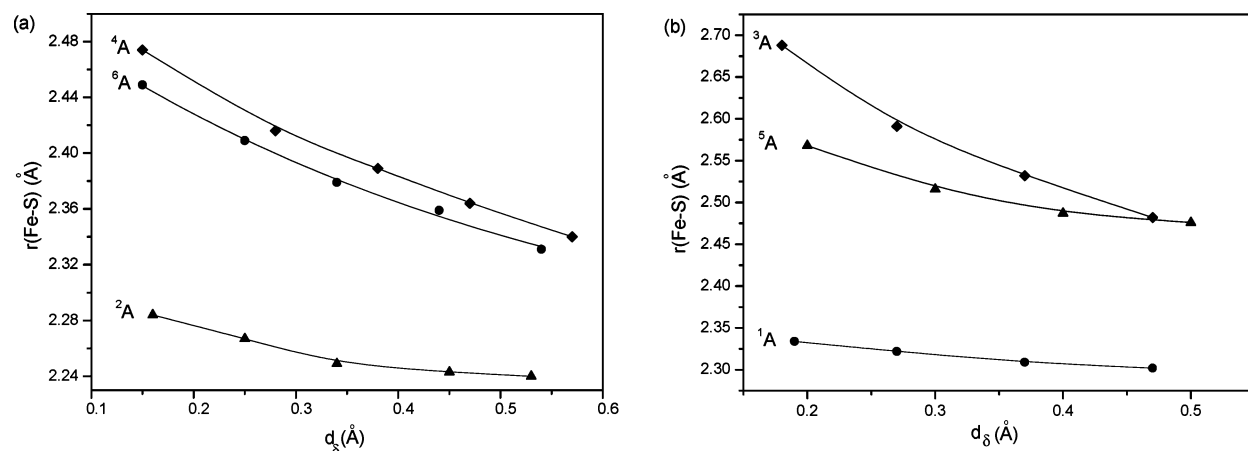 (a)
2.48
2.44
2.40
2.36
2.32
2.28
2.24
r(Fe-S) (Å)
⁴A
⁶A
²A
0.1 0.2 0.3 0.4 0.5 0.6
d_δ(Å)
(b)
2.70
2.65
2.60
2.55
2.50
2.45
2.40
2.35
2.30
r(Fe-S) (Å)
³A
⁵A
¹A
0.2 0.3 0.4 0.5
d_δ(Å)